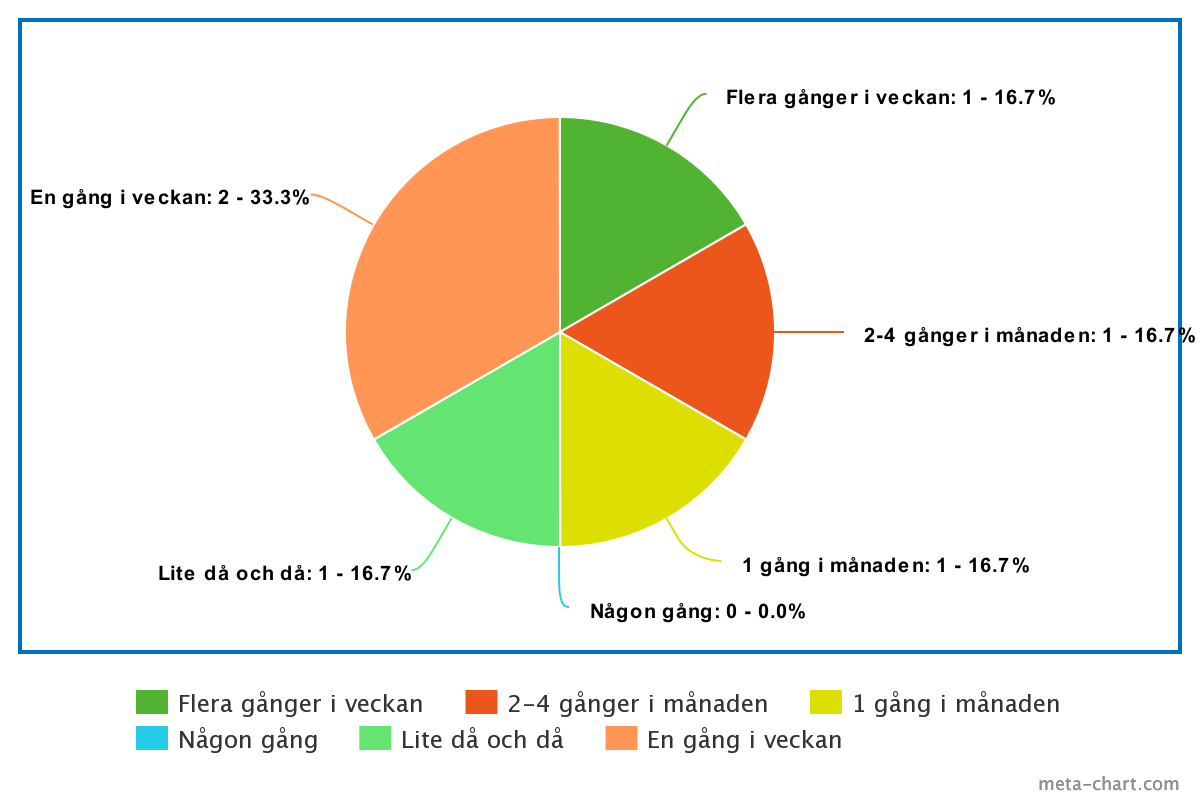 Flera gånger i veckan: 1 - 16.7%
En gång i veckan: 2 - 33.3%
2-4 gånger i månaden: 1 - 16.7%
1 gång i månaden: 1 - 16.7%
Lite då och då: 1 - 16.7%
Någon gång: 0 - 0.0%
Flera gånger i veckan 2-4 gånger i månaden 1 gång i månaden
Någon gång Lite då och då En gång i veckan
meta-chart.com